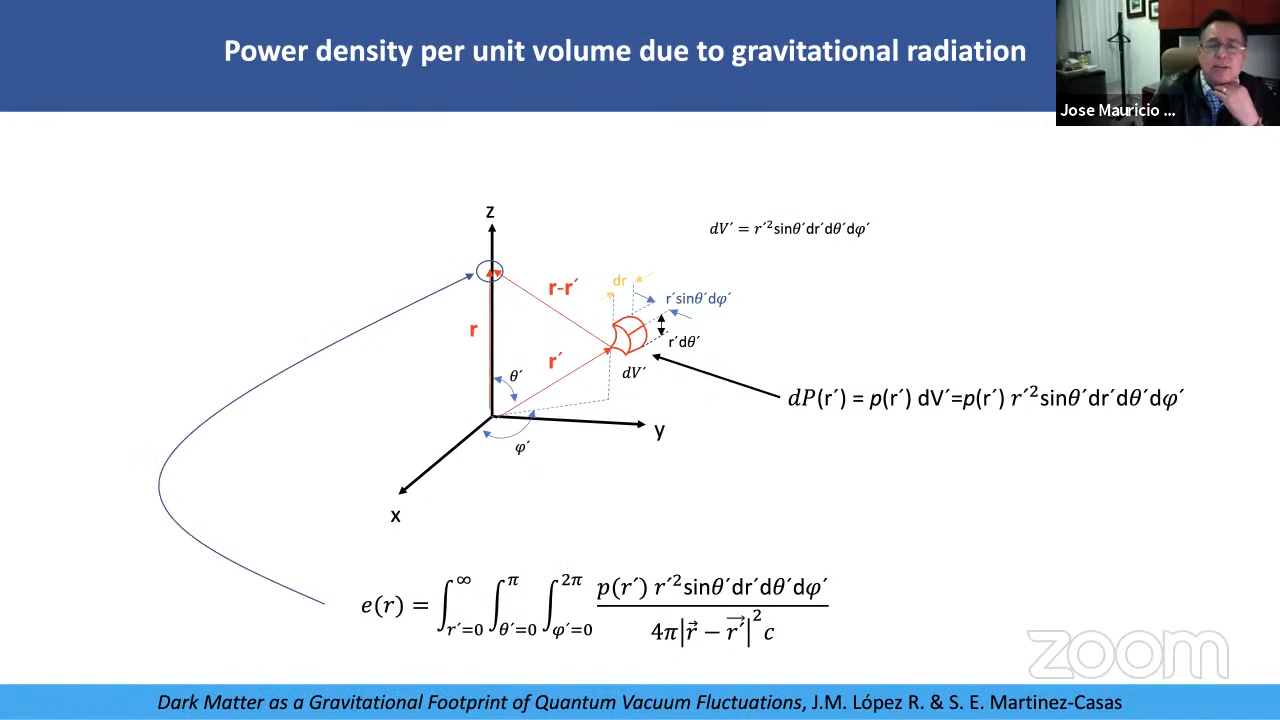 Power density per unit volume due to gravitational radiation
Jose Mauricio ...
z
dV´ = r´²sinθ´dr´dθ´dφ´
dr
r-r´
r´sinθ´dφ´
r
r´dθ´
r´
θ´
dV´
dP(r´) = p(r´) dV´=p(r´) r´²sinθ´dr´dθ´dφ´
y
φ´
x
e(r) = ∫_{r´=0}^{∞} ∫_{θ´=0}^{π} ∫_{φ´=0}^{2π} p(r´) r´²sinθ´dr´dθ´dφ´ / 4π|r⃗ − r⃗´|²c
zoom
Dark Matter as a Gravitational Footprint of Quantum Vacuum Fluctuations, J.M. López R. & S. E. Martinez-Casas